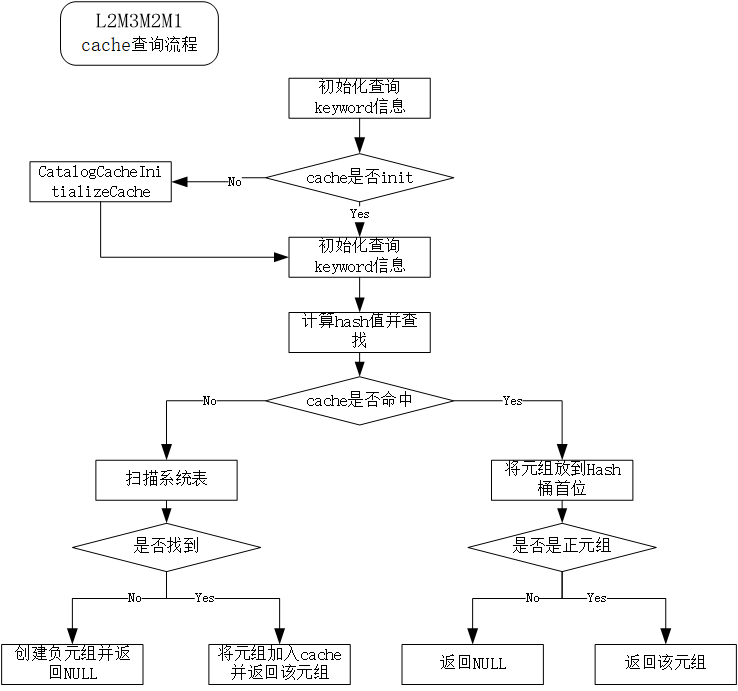 L2M3M2M1
cache查询流程
初始化查询
keyword信息
cache是否init
No
CatalogCacheIni
tializeCache
Yes
初始化查询
keyword信息
计算hash值并查
找
cache是否命中
No
Yes
扫描系统表
将元组放到Hash
桶首位
是否找到
是否是正元组
No
Yes
No
Yes
创建负元组并返
回NULL
将元组加入cache
并返回该元组
返回NULL
返回该元组